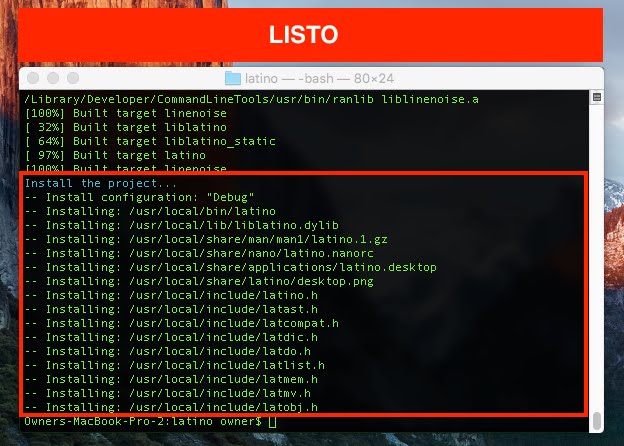 LISTO
latino — -bash — 80×24
/Library/Developer/CommandLineTools/usr/bin/ranlib liblinenoise.a
[100%] Built target linenoise
[ 32%] Built target liblatino
[ 64%] Built target liblatino_static
[ 97%] Built target latino
[100%] Built target linenoise
Install the project...
-- Install configuration: "Debug"
-- Installing: /usr/local/bin/latino
-- Installing: /usr/local/lib/liblatino.dylib
-- Installing: /usr/local/share/man/man1/latino.1.gz
-- Installing: /usr/local/share/nano/latino.nanorc
-- Installing: /usr/local/share/applications/latino.desktop
-- Installing: /usr/local/share/latino/desktop.png
-- Installing: /usr/local/include/latino.h
-- Installing: /usr/local/include/latast.h
-- Installing: /usr/local/include/latcompat.h
-- Installing: /usr/local/include/latdic.h
-- Installing: /usr/local/include/latdo.h
-- Installing: /usr/local/include/latlist.h
-- Installing: /usr/local/include/latmem.h
-- Installing: /usr/local/include/latmv.h
-- Installing: /usr/local/include/latobj.h
Owners-MacBook-Pro-2:latino owner$